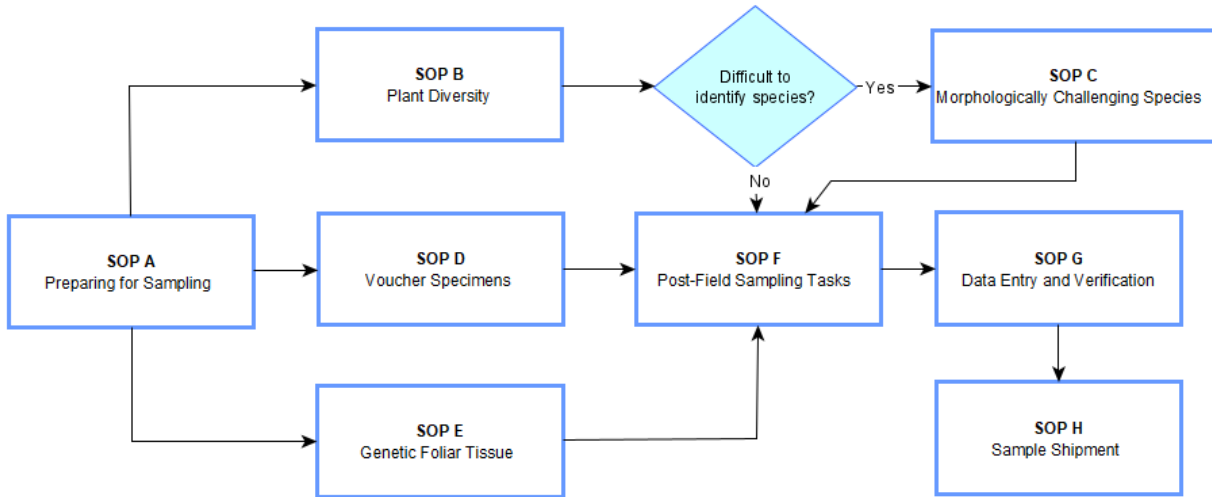 SOP B
Plant Diversity
Difficult to
identify species?
Yes
SOP C
Morphologically Challenging Species
No
SOP A
Preparing for Sampling
SOP D
Voucher Specimens
SOP F
Post-Field Sampling Tasks
SOP G
Data Entry and Verification
SOP E
Genetic Foliar Tissue
SOP H
Sample Shipment